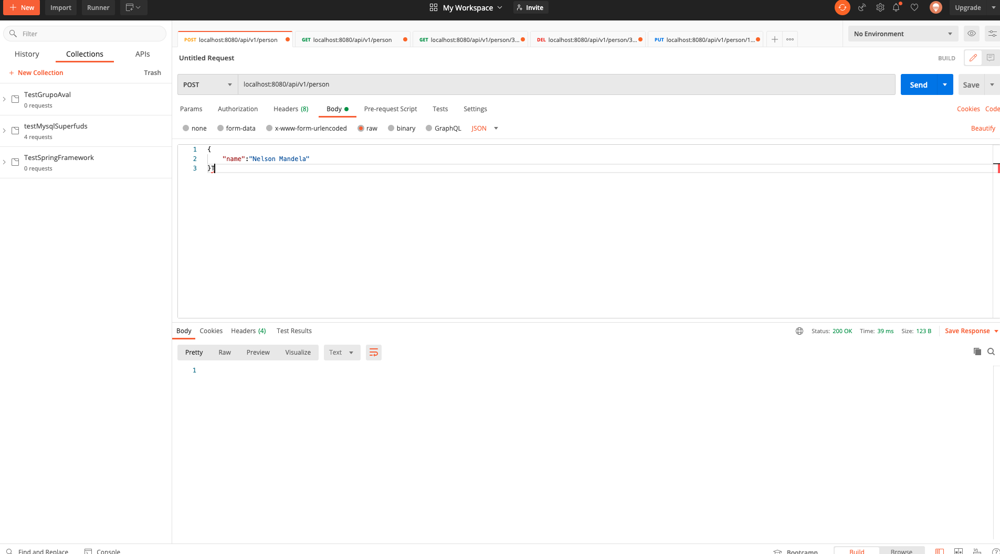 New
Import
Runner
My Workspace
Invite
Upgrade
Filter
History
Collections
APIs
+ New Collection
Trash
TestGrupoAval
0 requests
testMysqlSuperfuds
4 requests
TestSpringFramework
0 requests
POST localhost:8080/api/v1/person
GET localhost:8080/api/v1/person
GET localhost:8080/api/v1/person/3...
DEL localhost:8080/api/v1/person/3...
PUT localhost:8080/api/v1/person/1...
No Environment
Untitled Request
BUILD
POST
localhost:8080/api/v1/person
Send
Save
Params
Authorization
Headers (8)
Body
Pre-request Script
Tests
Settings
Cookies
Code
none
form-data
x-www-form-urlencoded
raw
binary
GraphQL
JSON
Beautify
1 {
2 "name":"Nelson Mandela"
3 }T
Body
Cookies
Headers (4)
Test Results
Status: 200 OK
Time: 39 ms
Size: 123 B
Save Response
Pretty
Raw
Preview
Visualize
Text
1
Find and Replace
Console
Bootcamp
Build
Browse